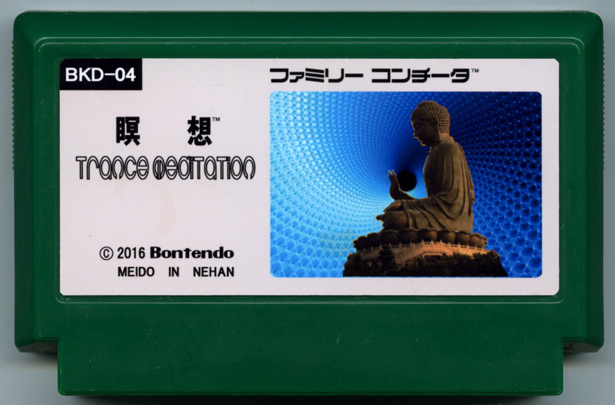 BKD-04
ファミリー コンチータ™
瞑 想™
Trance meditation
© 2016 Bontendo
MEIDO IN NEHAN